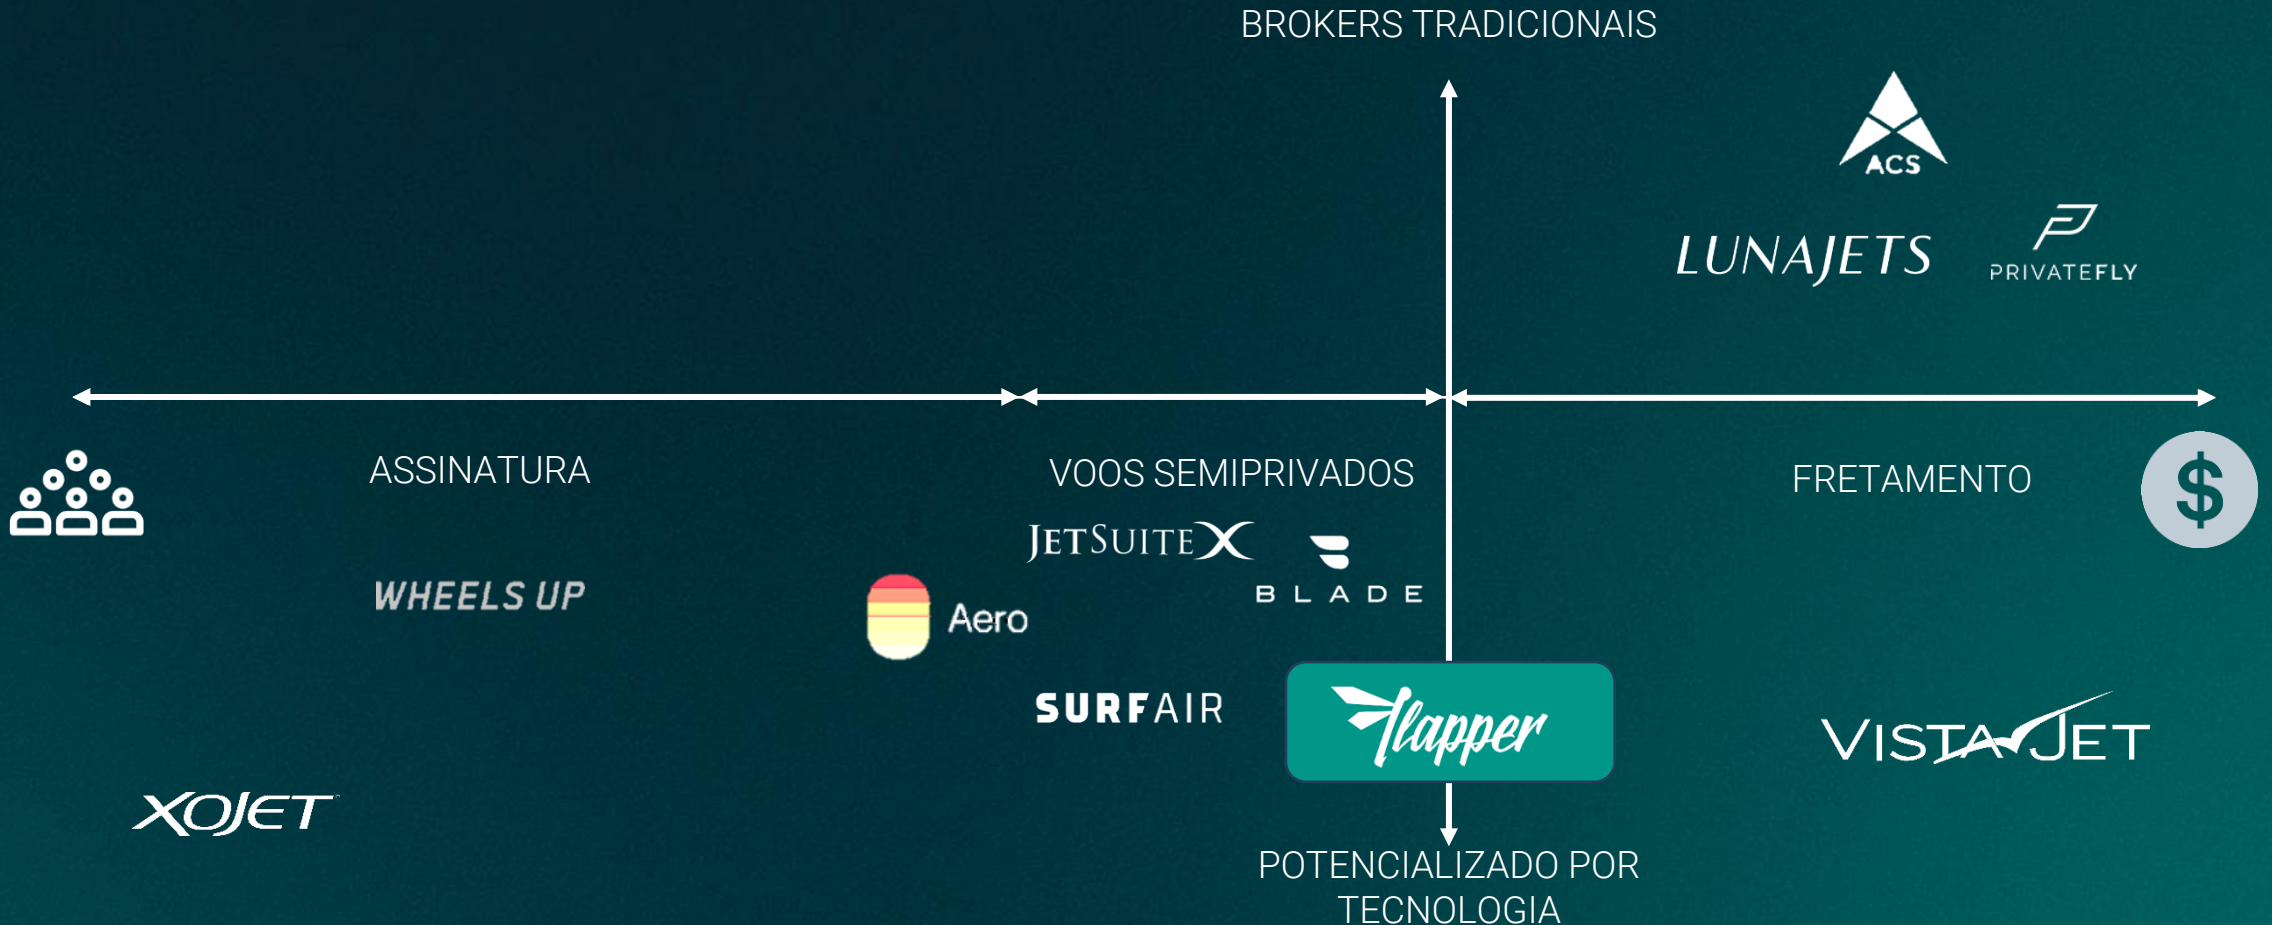 BROKERS TRADICIONAIS
ACS
LUNAJETS
PRIVATEFLY
ASSINATURA
VOOS SEMIPRIVADOS
FRETAMENTO
$
JETSUITEX
BLADE
WHEELS UP
Aero
SURFAIR
Flapper
VISTAJET
XOJET
POTENCIALIZADO POR
TECNOLOGIA